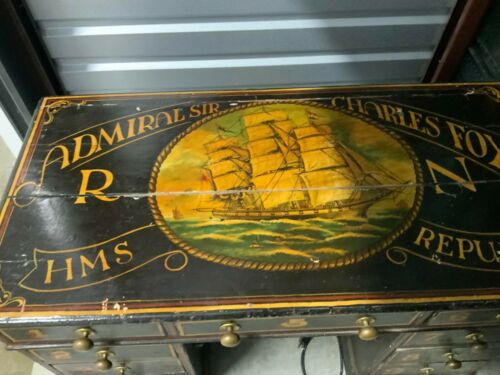 ADMIRAL SIR CHARLES FOX
R N
HMS REPU